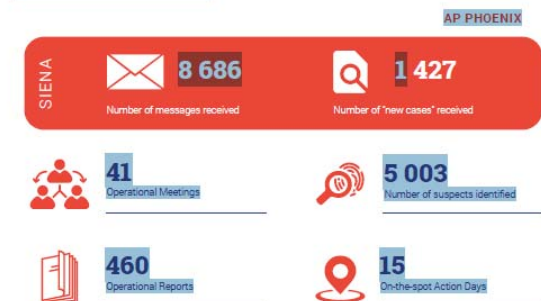 AP PHOENIX
SIENA
8 686
Number of messages received
1 427
Number of "new cases" received
41
Operational Meetings
5 003
Number of suspects identified
460
Operational Reports
15
On-the-spot Action Days